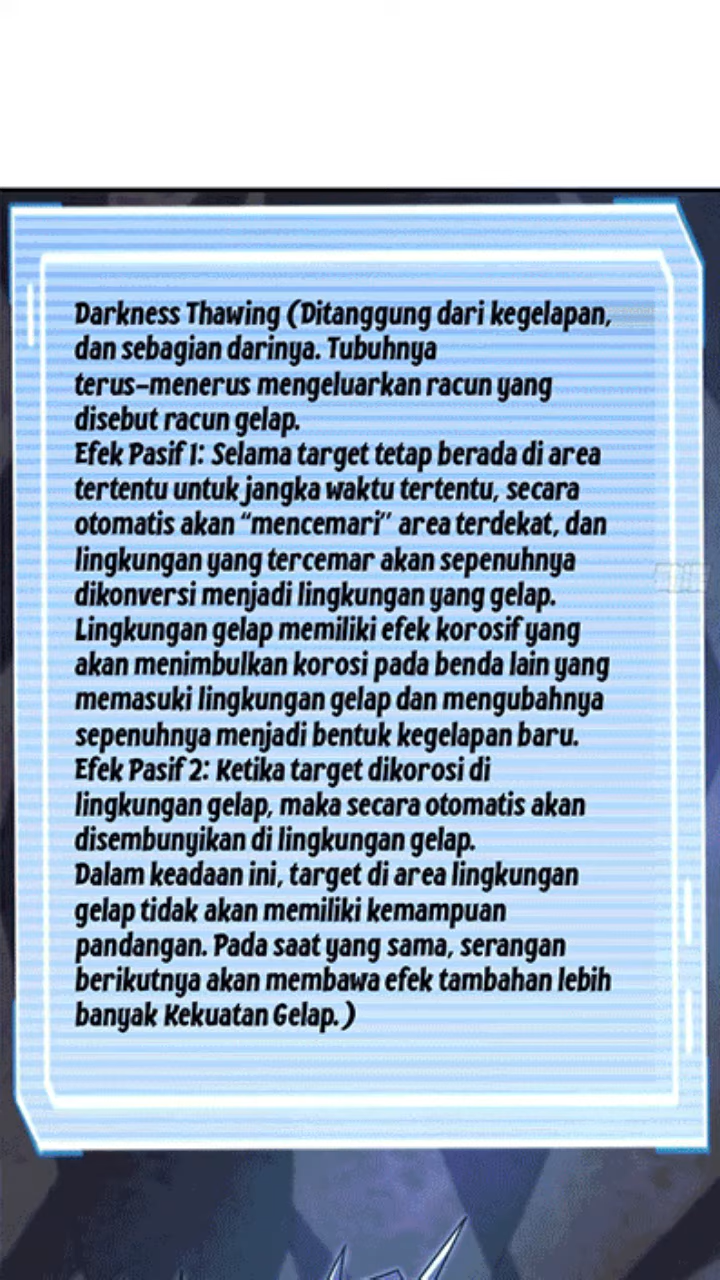 Darkness Thawing (Ditanggung dari kegelapan,
dan sebagian darinya. Tubuhnya
terus-menerus mengeluarkan racun yang
disebut racun gelap.
Efek Pasif 1: Selama target tetap berada di area
tertentu untuk jangka waktu tertentu, secara
otomatis akan “mencemari” area terdekat, dan
lingkungan yang tercemar akan sepenuhnya
dikonversi menjadi lingkungan yang gelap.
Lingkungan gelap memiliki efek korosif yang
akan menimbulkan korosi pada benda lain yang
memasuki lingkungan gelap dan mengubahnya
sepenuhnya menjadi bentuk kegelapan baru.
Efek Pasif 2: Ketika target dikorosi di
lingkungan gelap, maka secara otomatis akan
disembunyikan di lingkungan gelap.
Dalam keadaan ini, target di area lingkungan
gelap tidak akan memiliki kemampuan
pandangan. Pada saat yang sama, serangan
berikutnya akan membawa efek tambahan lebih
banyak Kekuatan Gelap.)